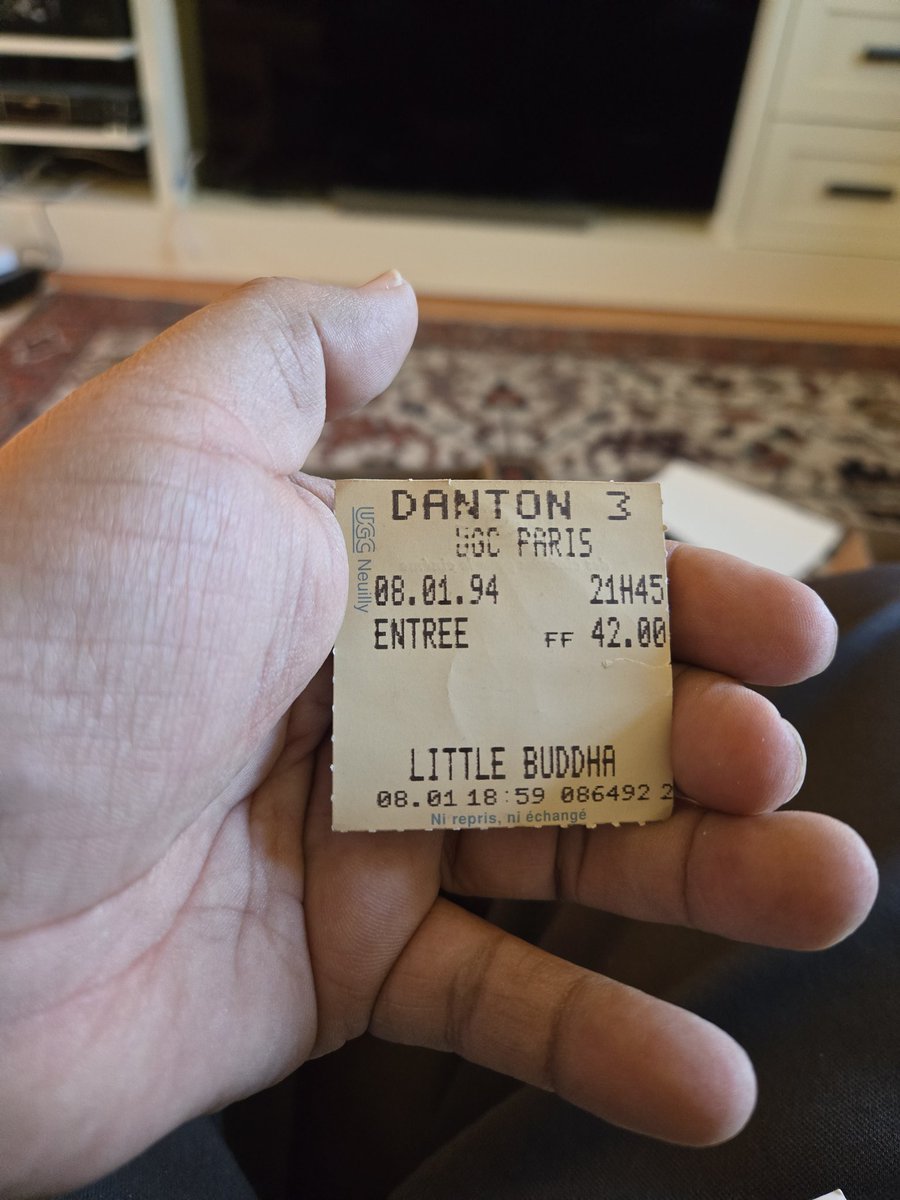 DANTON 3
UGC PARIS
UGC Neuilly
08.01.94 21H45
ENTREE FF 42.00
LITTLE BUDDHA
08.01 18:59 086492 2
Ni repris, ni échangé